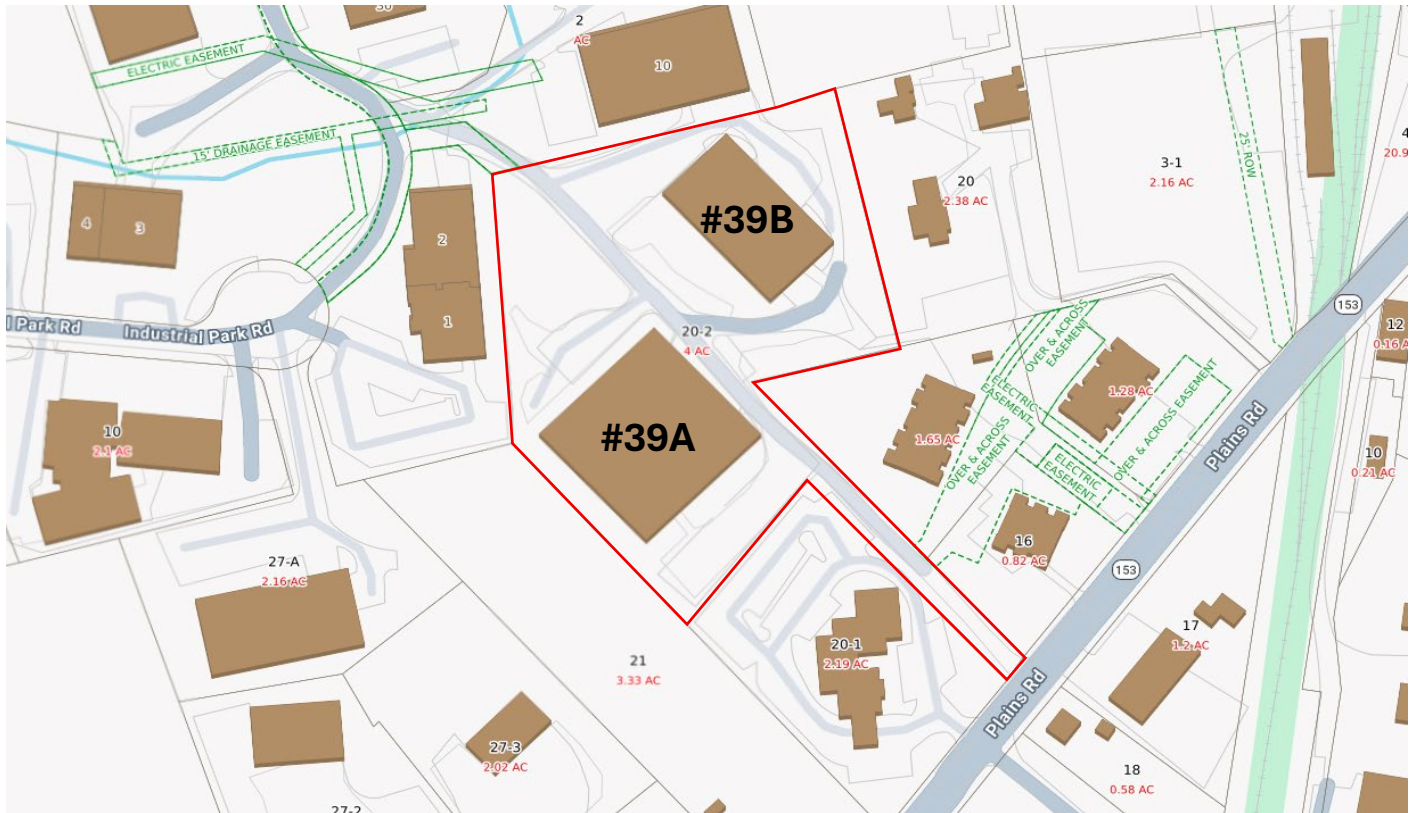 30
2
AC
ELECTRIC EASEMENT
10
15' DRAINAGE EASEMENT
25' ROW
4
20.9
3-1
2.16 AC
20
2.38 AC
4
3
2
#39B
1
153
l Park Rd
Industrial Park Rd
20-2
4 AC
12
0.16 A
OVER & ACROSS
EASEMENT
ELECTRIC
EASEMENT
1.28 AC
OVER & ACROSS EASEMENT
#39A
10
2.1 AC
1.65 AC
OVER & ACROSS
EASEMENT
ELECTRIC
EASEMENT
Plains Rd
10
0.21 AC
16
0.82 AC
153
27-A
2.16 AC
17
1.2 AC
20-1
2.19 AC
21
3.33 AC
Plains Rd
27-3
2.02 AC
18
0.58 AC
27-2